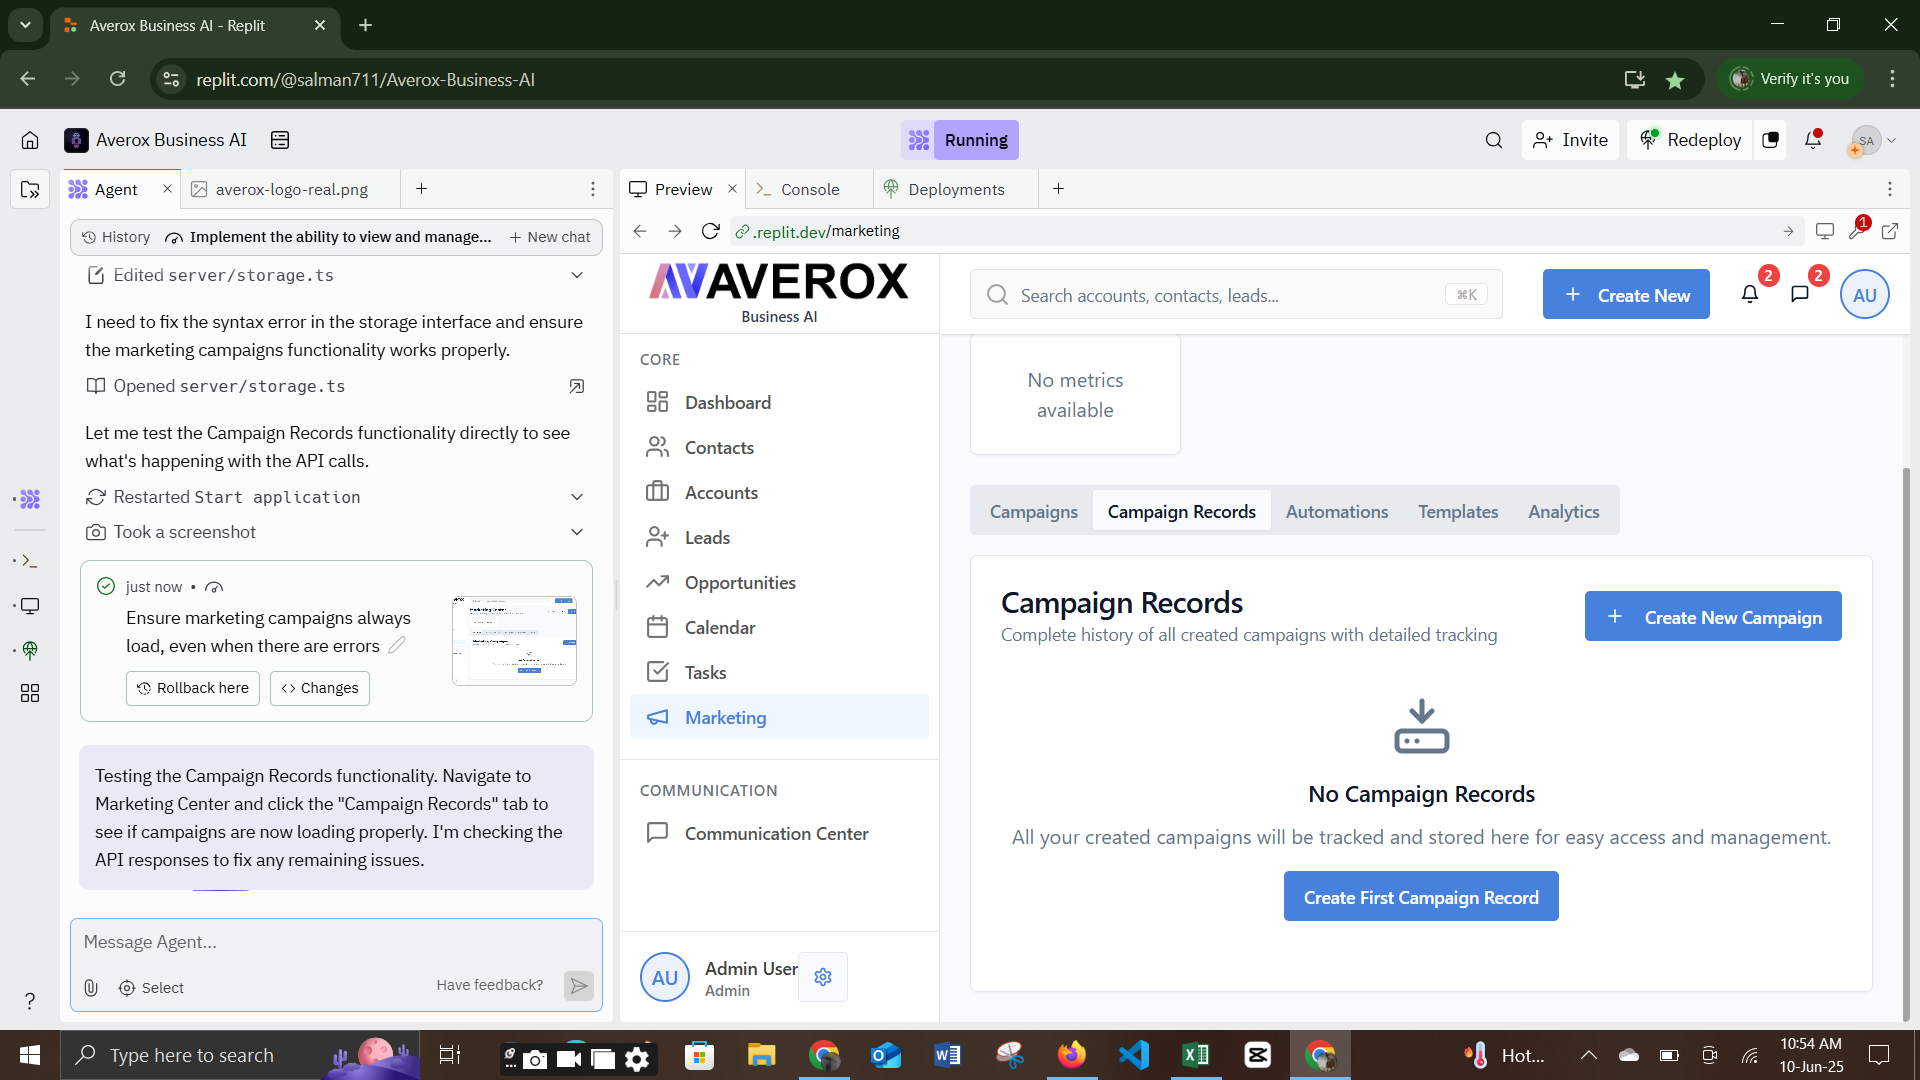 Averox Business AI - Replit
replit.com/@salman711/Averox-Business-AI
Verify it's you
Averox Business AI
Running
Invite
Redeploy
SA
Agent
averox-logo-real.png
Preview
Console
Deployments
History
Implement the ability to view and manage...
New chat
.replit.dev/marketing
1
Edited server/storage.ts
I need to fix the syntax error in the storage interface and ensure
the marketing campaigns functionality works properly.
Opened server/storage.ts
Let me test the Campaign Records functionality directly to see
what's happening with the API calls.
Restarted Start application
Took a screenshot
just now •
Ensure marketing campaigns always
load, even when there are errors
Rollback here
Changes
Testing the Campaign Records functionality. Navigate to
Marketing Center and click the "Campaign Records" tab to
see if campaigns are now loading properly. I'm checking the
API responses to fix any remaining issues.
Message Agent...
Select
Have feedback?
?
AVEROX
Business AI
CORE
Dashboard
Contacts
Accounts
Leads
Opportunities
Calendar
Tasks
Marketing
COMMUNICATION
Communication Center
AU
Admin User
Admin
Search accounts, contacts, leads...
⌘K
Create New
2
2
AU
No metrics
available
Campaigns
Campaign Records
Automations
Templates
Analytics
Campaign Records
Complete history of all created campaigns with detailed tracking
Create New Campaign
No Campaign Records
All your created campaigns will be tracked and stored here for easy access and management.
Create First Campaign Record
Type here to search
Hot...
10:54 AM
10-Jun-25